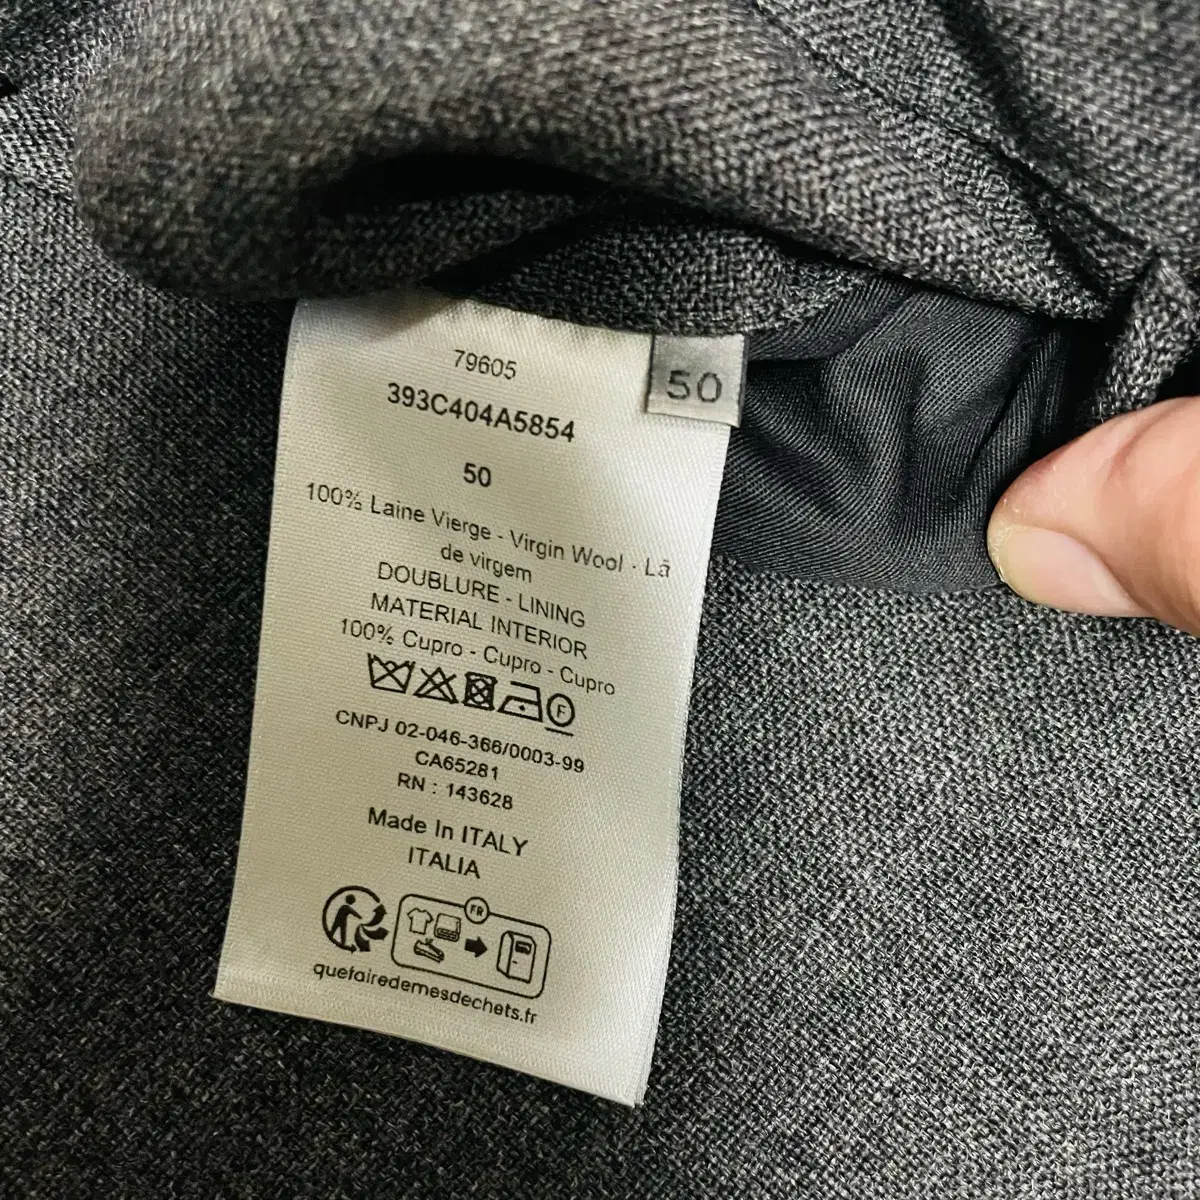 79605
393C404A5854
50
50
100% Laine Vierge - Virgin Wool - Lã
de virgem
DOUBLURE - LINING
MATERIAL INTERIOR
100% Cupro - Cupro - Cupro
F
CNPJ 02-046-366/0003-99
CA65281
RN : 143628
Made In ITALY
ITALIA
FR
quefairedemesdechets.fr